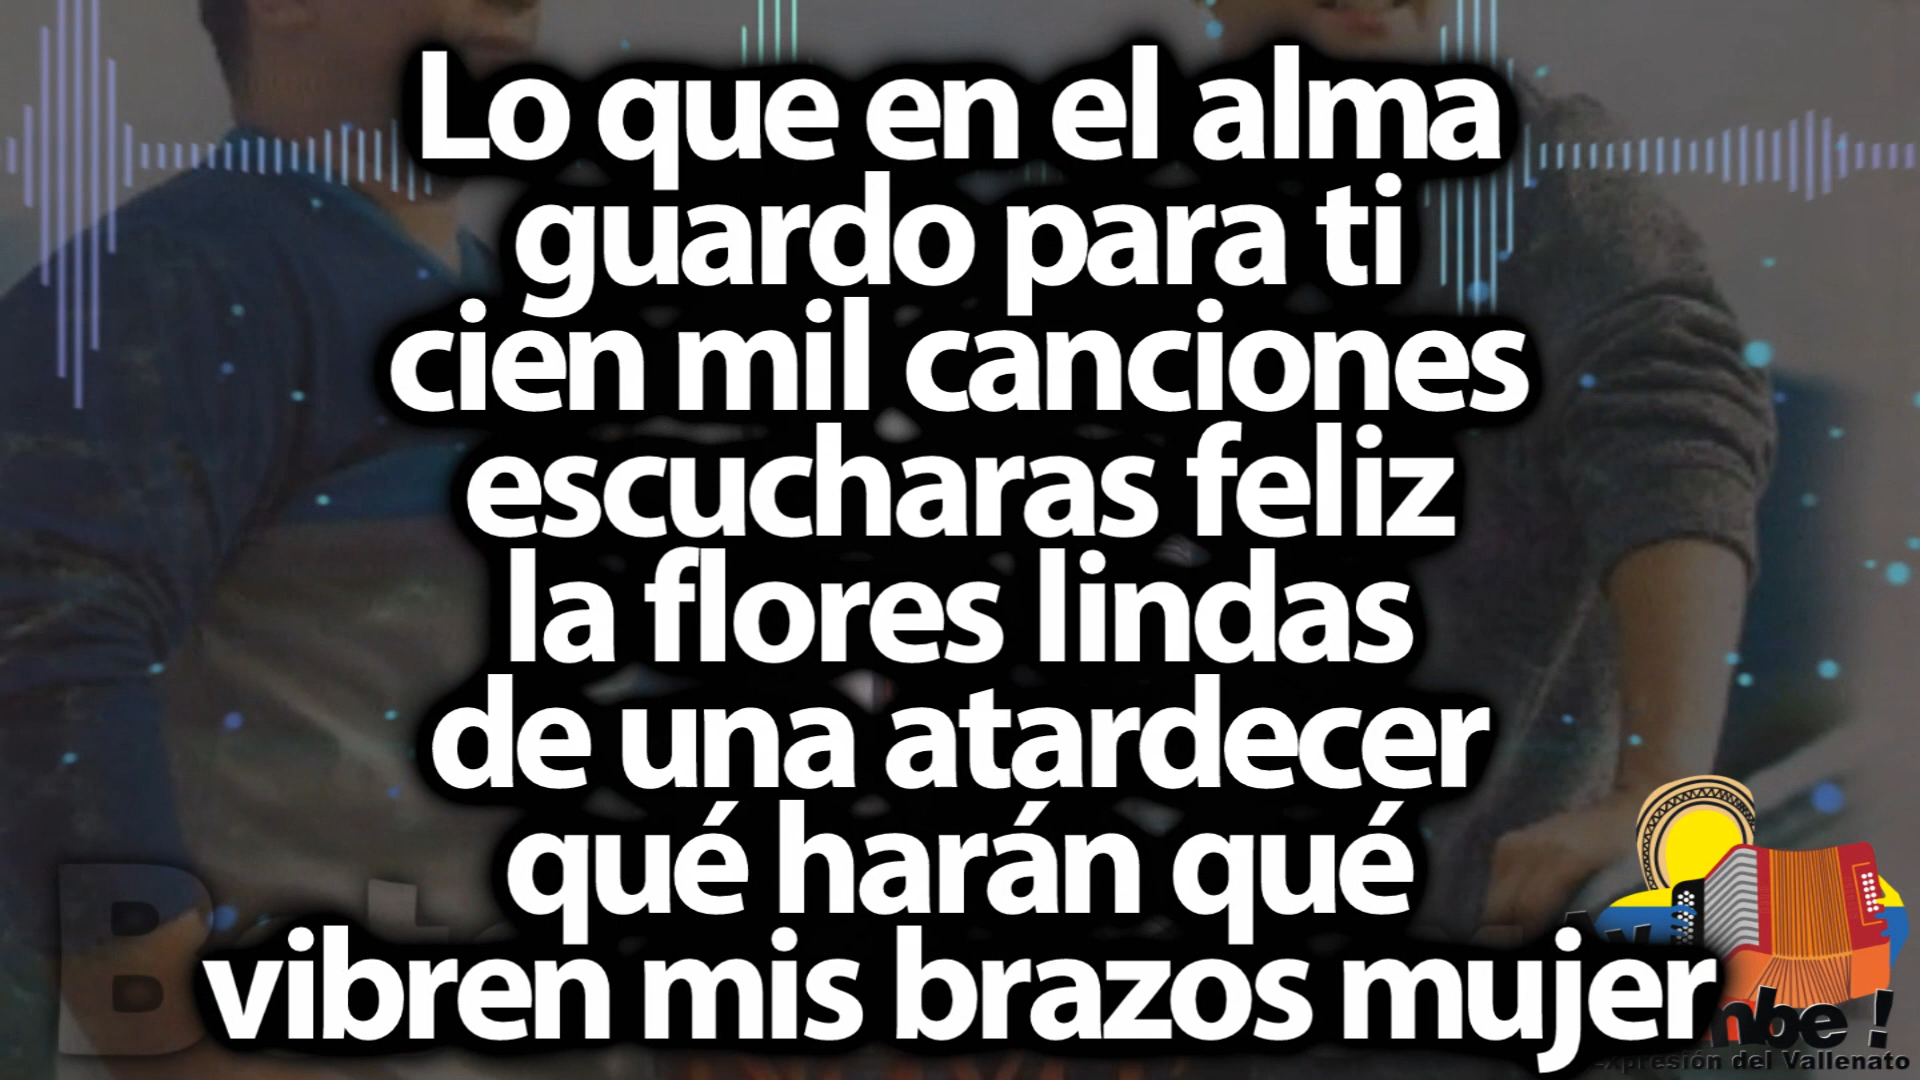 Lo que en el alma
guardo para ti
cien mil canciones
escucharas feliz
la flores lindas
de una atardecer
qué harán qué
vibren mis brazos mujer
nbe !
expresión del Vallenato